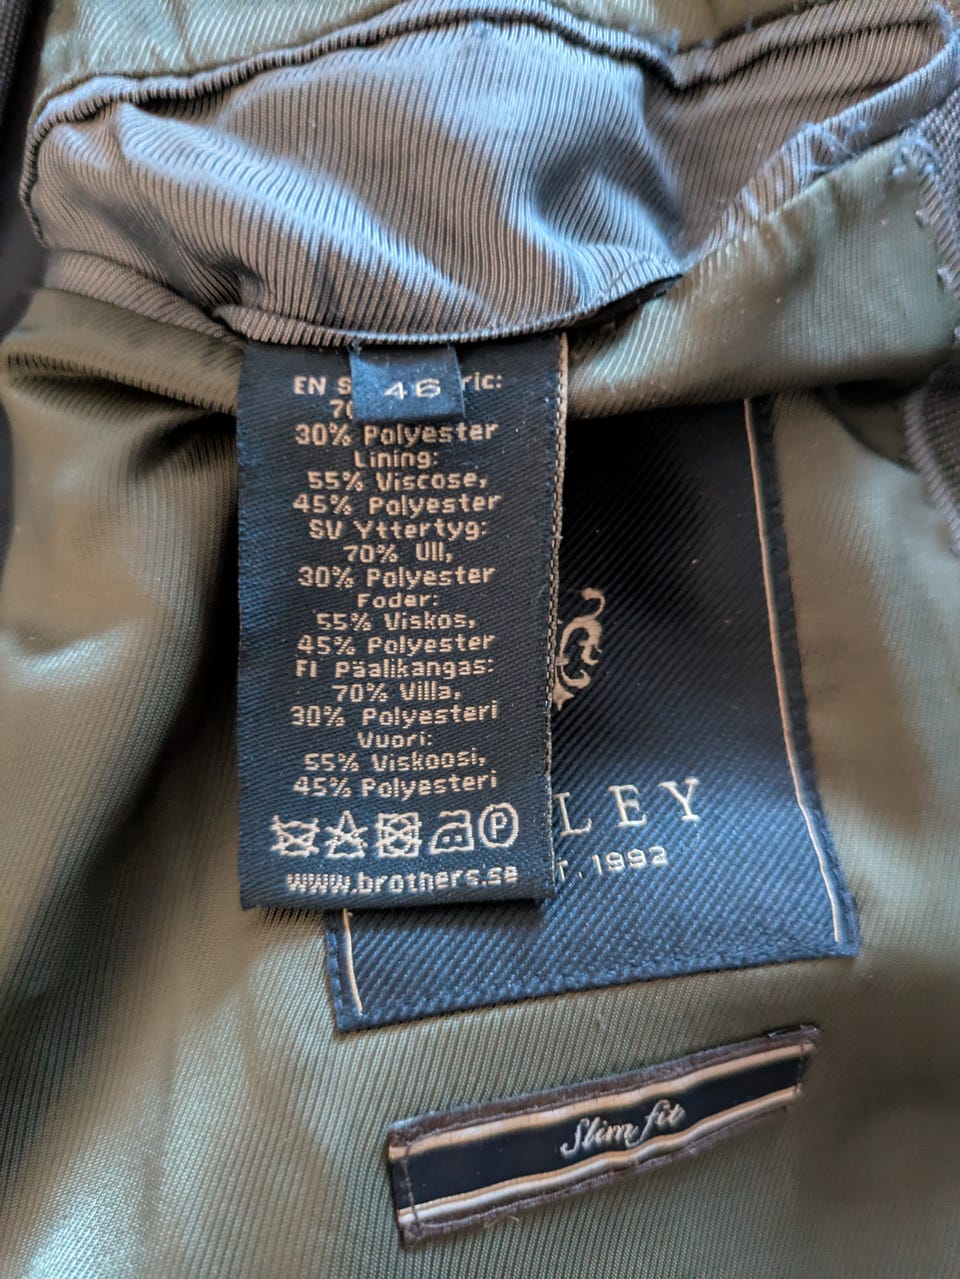 46
EN
30% Polyester
Lining:
55% Viscose,
45% Polyester
SV Yttertyg:
70% Ull,
30% Polyester
Foder:
55% Viskos,
45% Polyester
FI Päälikangas:
70% Villa,
30% Polyesteri
Vuori:
55% Viskoosi,
45% Polyesteri
P
www.brothers.se
LEY
1992
Slim fit